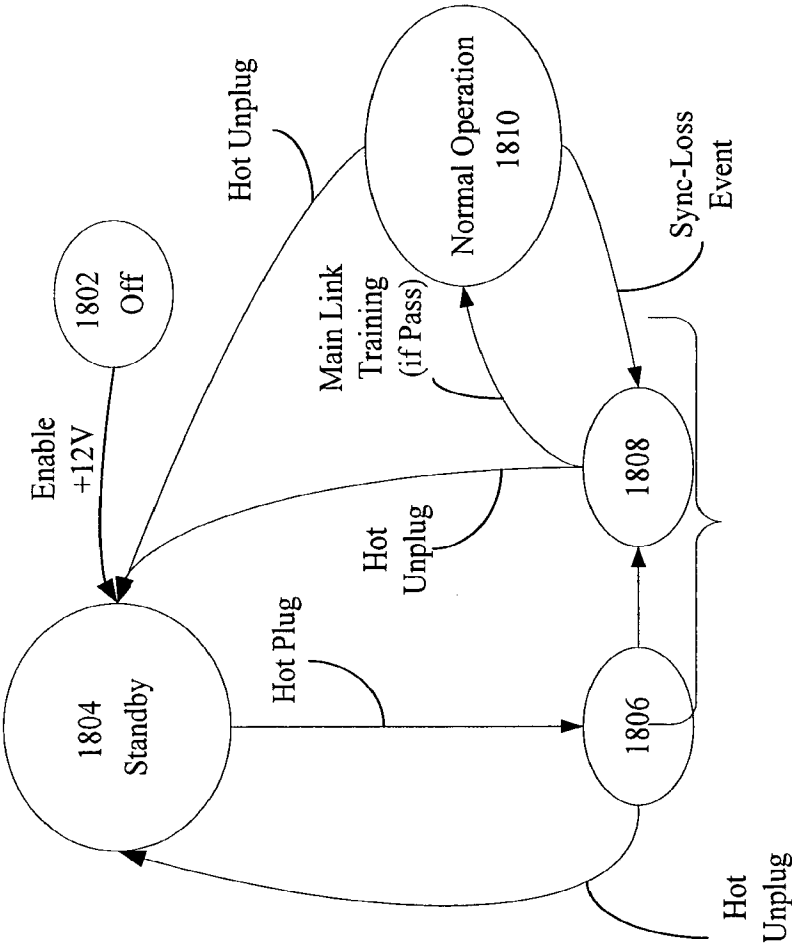 Enable
+12V
1802
Off
Hot Unplug
1804
Standby
Hot Plug
Hot
Unplug
Main Link
Training
(if Pass)
Normal Operation
1810
1806
1808
Sync-Loss
Event
Hot
Unplug